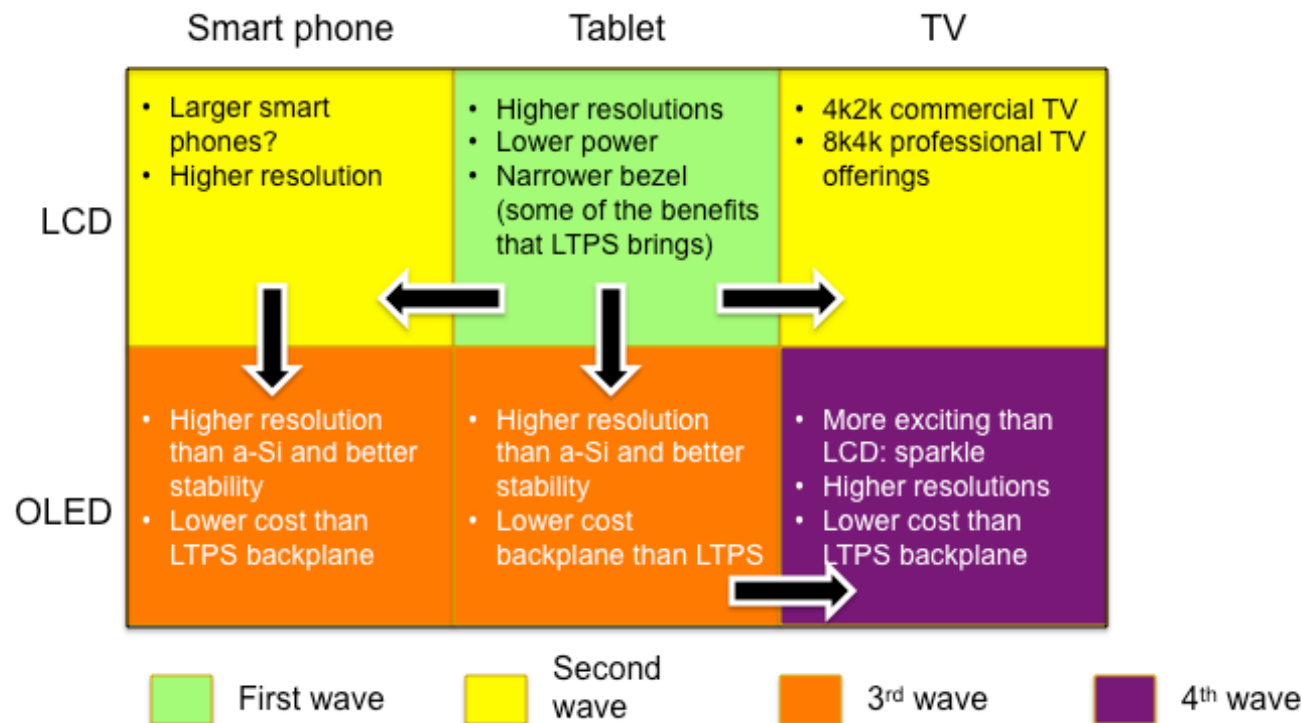 Smart phone
Tablet
TV
LCD
• Larger smart
phones?
• Higher resolution
• Higher resolutions
• Lower power
• Narrower bezel
(some of the benefits
that LTPS brings)
• 4k2k commercial TV
• 8k4k professional TV
offerings
OLED
• Higher resolution
than a-Si and better
stability
• Lower cost than
LTPS backplane
• Higher resolution
than a-Si and better
stability
• Lower cost
backplane than LTPS
• More exciting than
LCD: sparkle
• Higher resolutions
• Lower cost than
LTPS backplane
First wave
Second
wave
3rd wave
4th wave